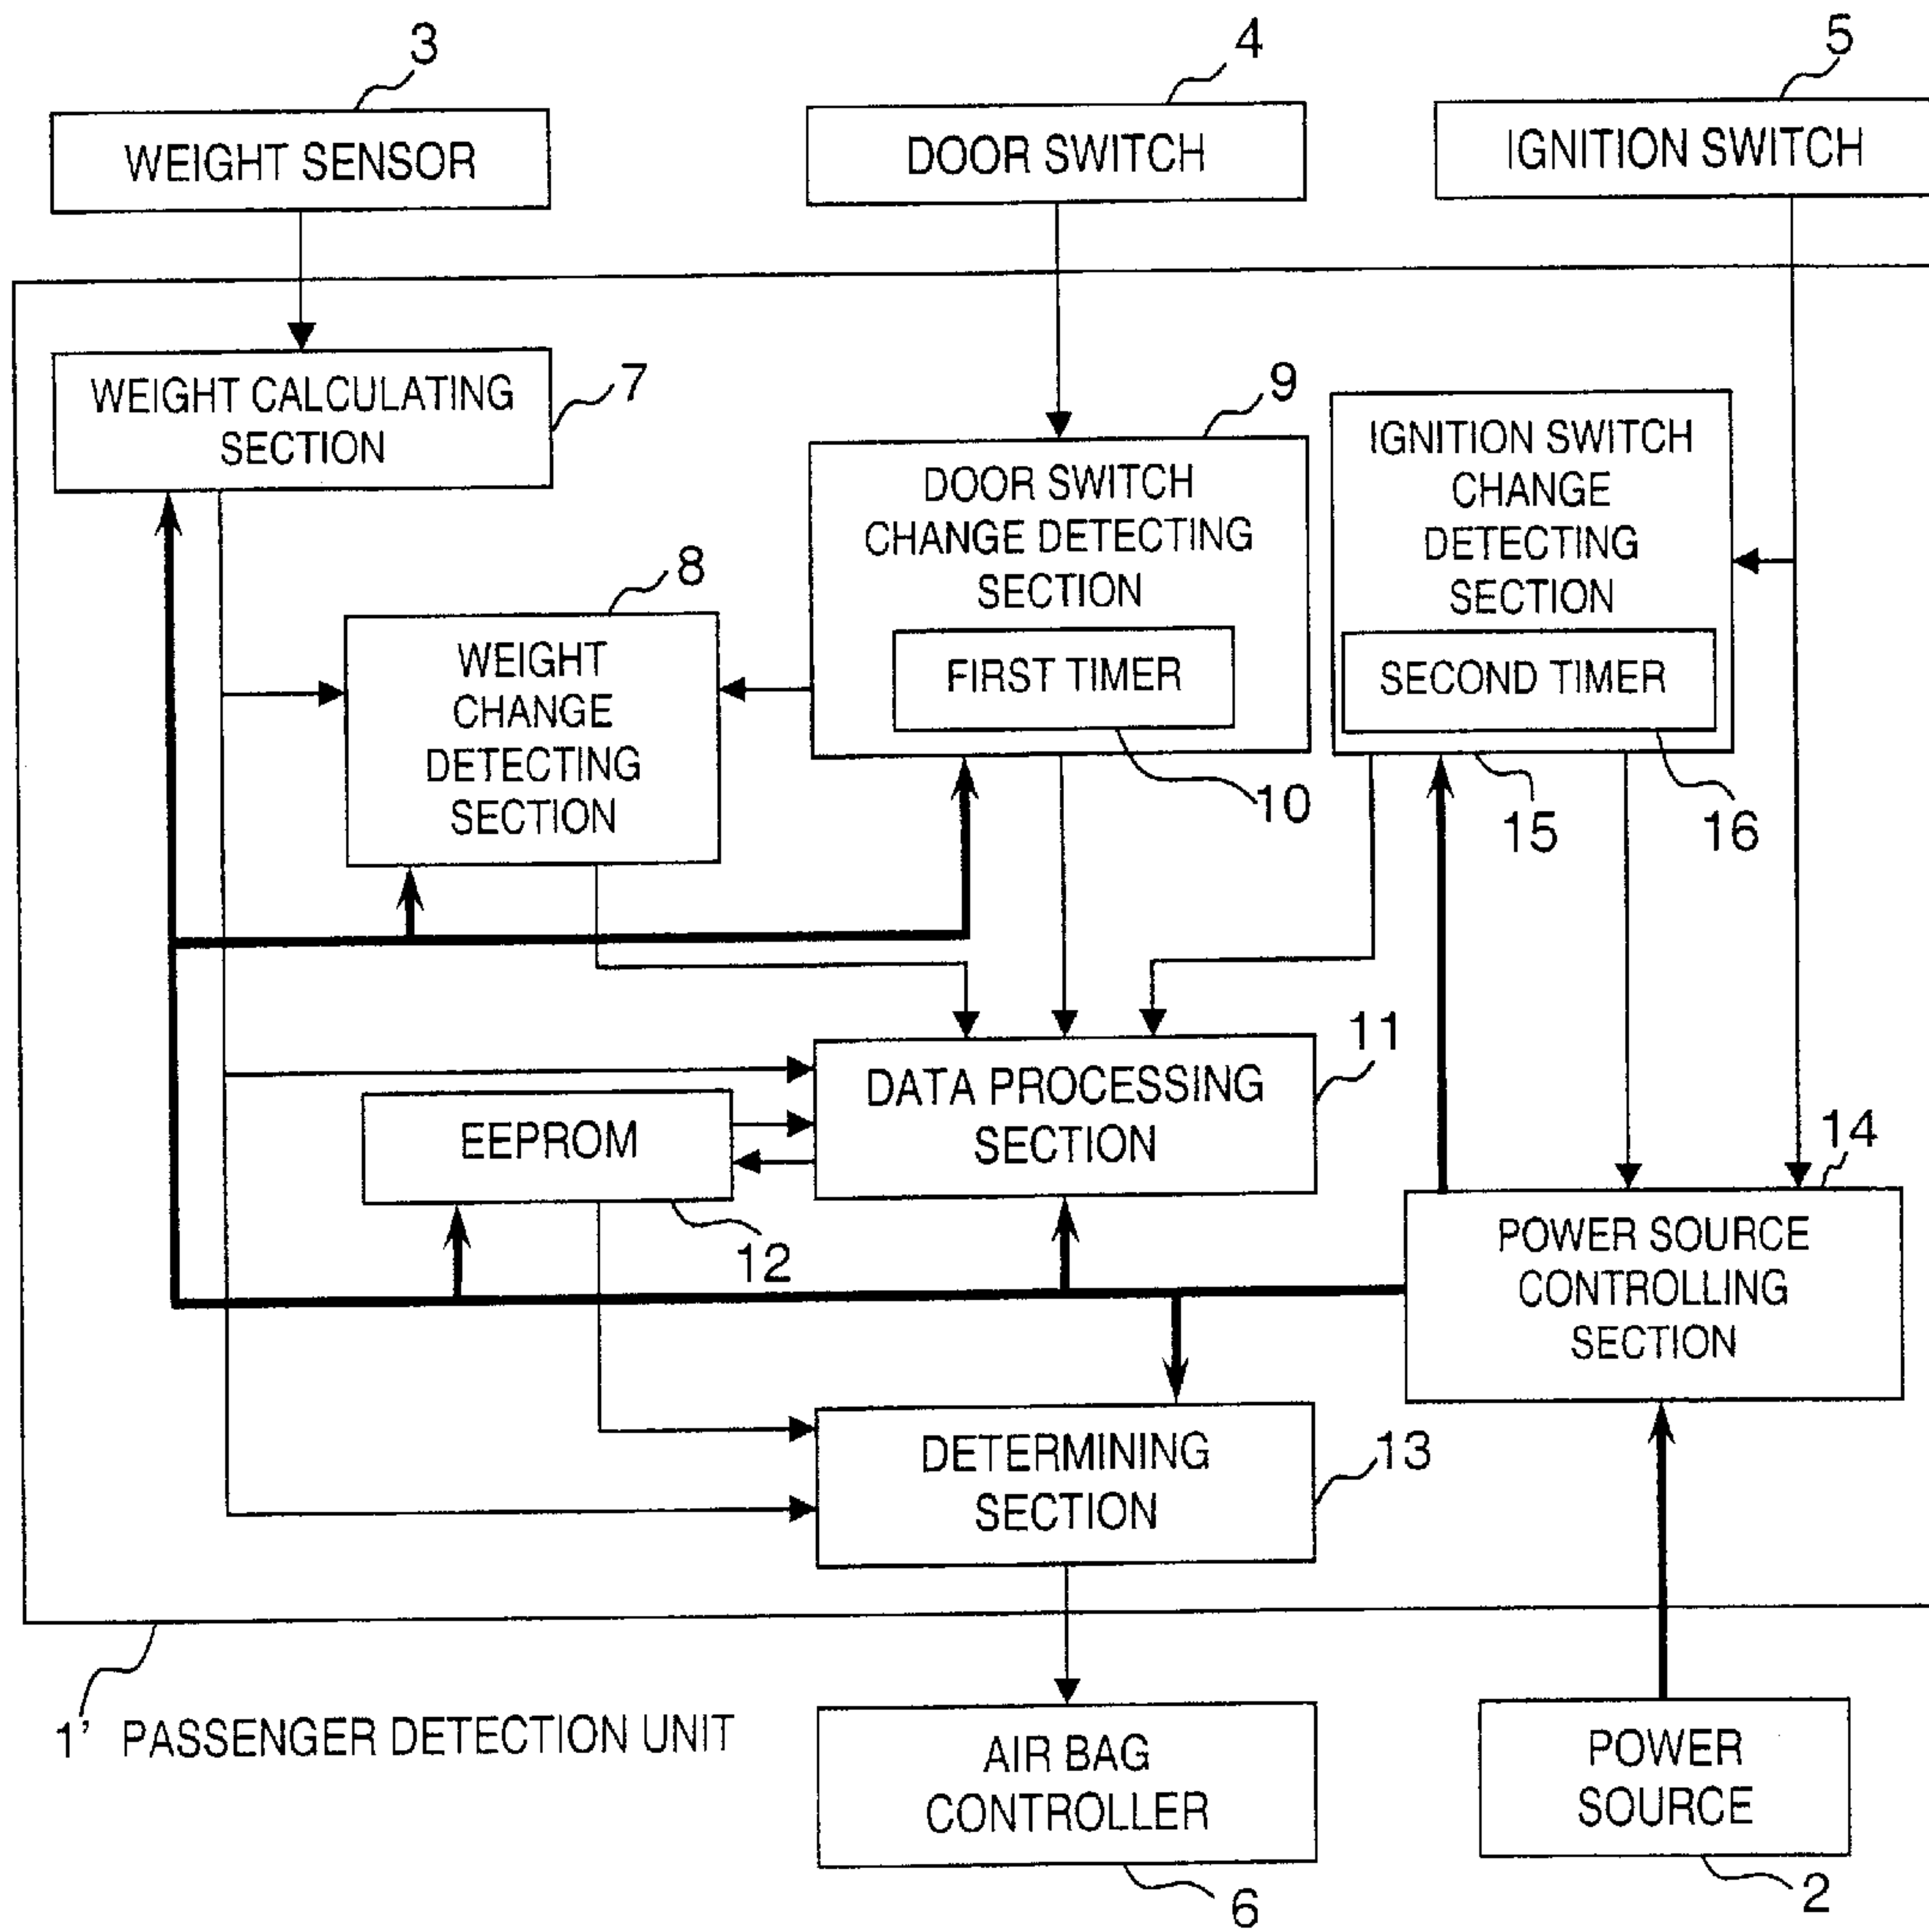 3
4
5
WEIGHT SENSOR
DOOR SWITCH
IGNITION SWITCH
WEIGHT CALCULATING
SECTION
7
9
DOOR SWITCH
CHANGE DETECTING
SECTION
FIRST TIMER
10
IGNITION SWITCH
CHANGE
DETECTING
SECTION
SECOND TIMER
15
16
8
WEIGHT
CHANGE
DETECTING
SECTION
11
DATA PROCESSING
SECTION
EEPROM
12
14
POWER SOURCE
CONTROLLING
SECTION
DETERMINING
SECTION
13
1' PASSENGER DETECTION UNIT
AIR BAG
CONTROLLER
6
POWER
SOURCE
2